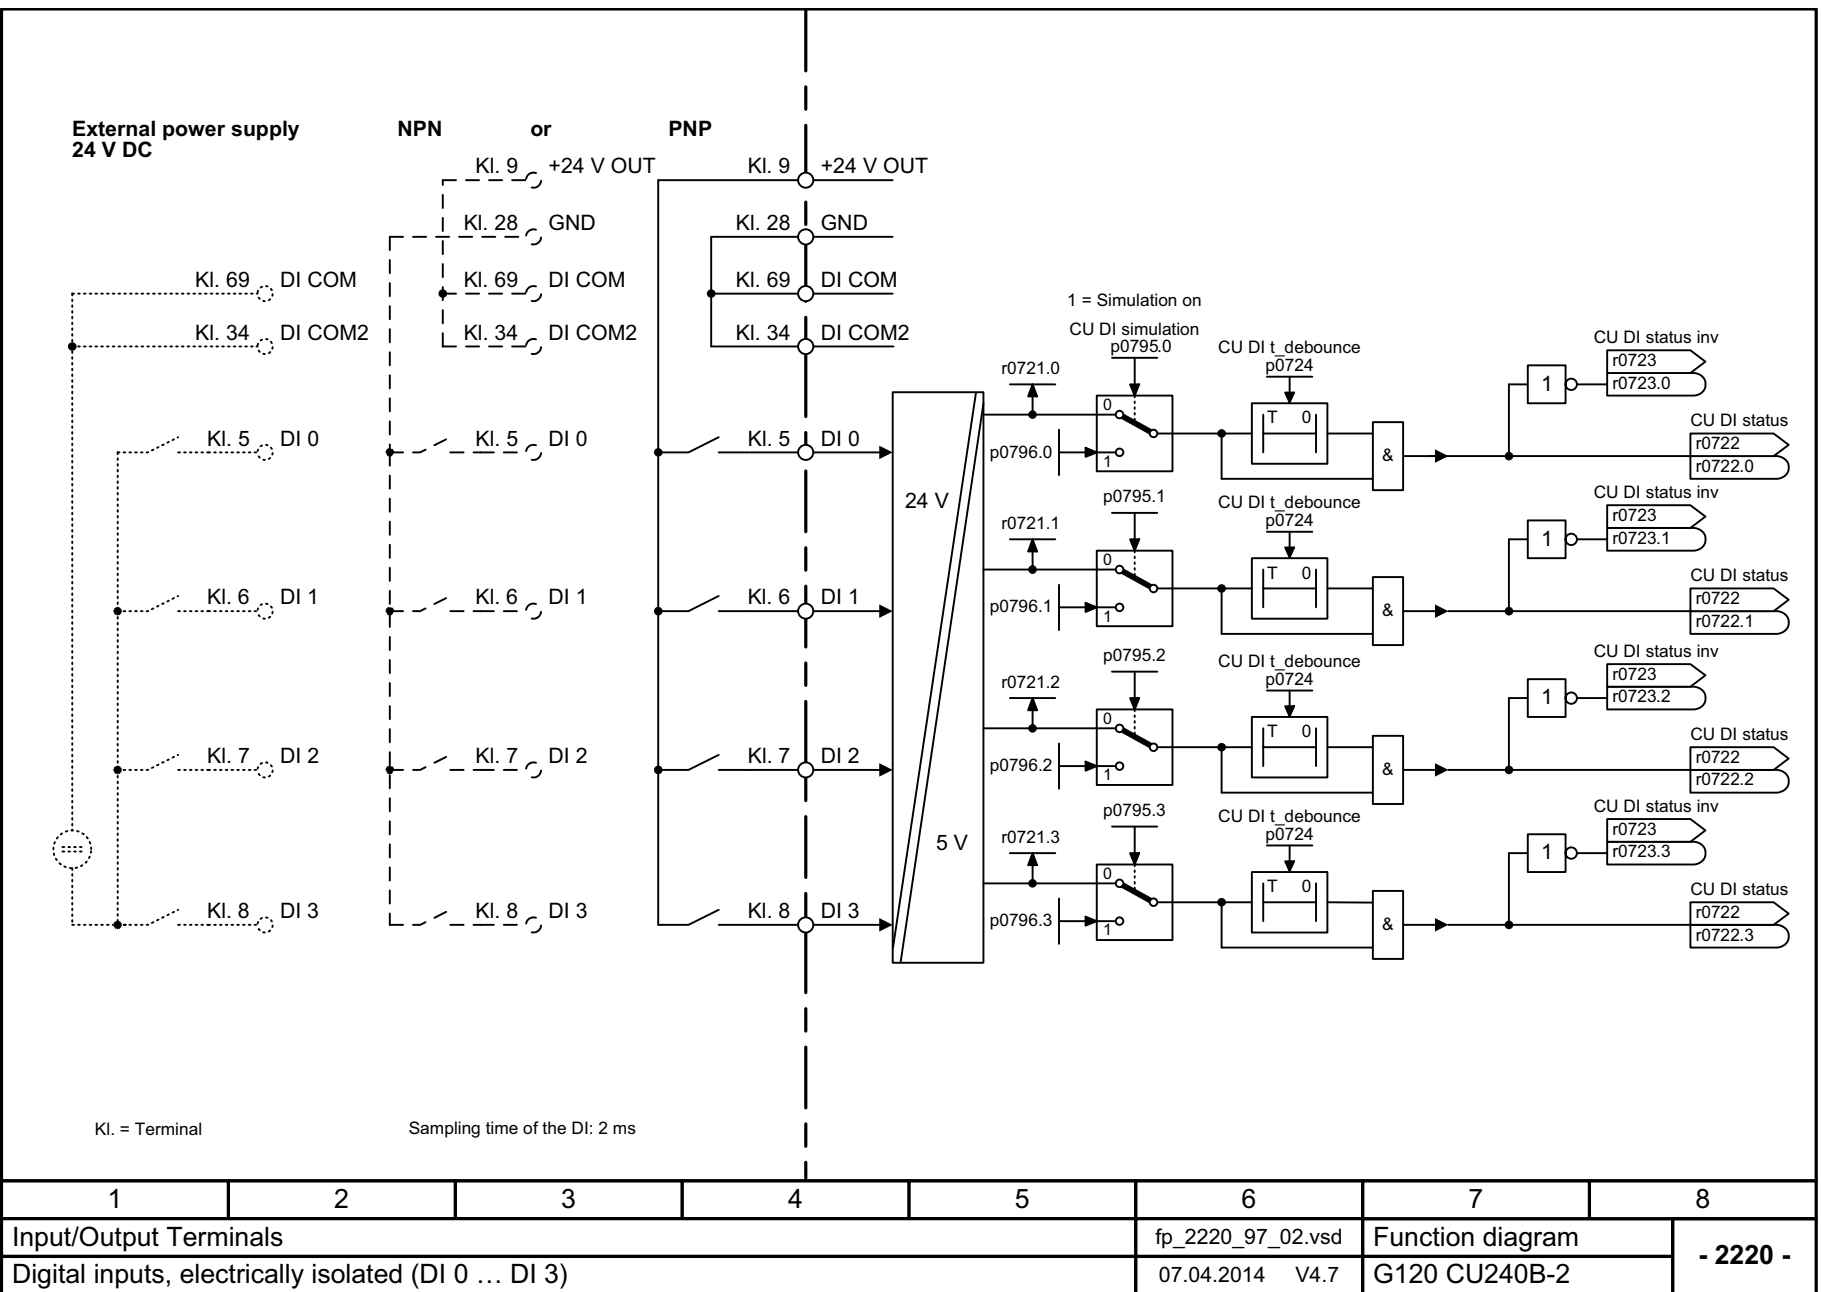 External power supply
24 V DC
NPN or PNP
Kl. 9 +24 V OUT
Kl. 28 GND
Kl. 69 DI COM
Kl. 34 DI COM2
Kl. 9 +24 V OUT
Kl. 28 GND
Kl. 69 DI COM
Kl. 34 DI COM2
Kl. 69 DI COM
Kl. 34 DI COM2
Kl. 5 DI 0
Kl. 5 DI 0
Kl. 5 DI 0
Kl. 6 DI 1
Kl. 6 DI 1
Kl. 6 DI 1
Kl. 7 DI 2
Kl. 7 DI 2
Kl. 7 DI 2
Kl. 8 DI 3
Kl. 8 DI 3
Kl. 8 DI 3
24 V
5 V
1 = Simulation on
CU DI simulation
p0795.0
r0721.0
0
p0796.0
1
CU DI t_debounce
p0724
T 0
&
1
CU DI status inv
r0723
r0723.0
CU DI status
r0722
r0722.0
p0795.1
r0721.1
0
p0796.1
1
CU DI t_debounce
p0724
T 0
&
1
CU DI status inv
r0723
r0723.1
CU DI status
r0722
r0722.1
p0795.2
r0721.2
0
p0796.2
1
CU DI t_debounce
p0724
T 0
&
1
CU DI status inv
r0723
r0723.2
CU DI status
r0722
r0722.2
p0795.3
r0721.3
0
p0796.3
1
CU DI t_debounce
p0724
T 0
&
1
CU DI status inv
r0723
r0723.3
CU DI status
r0722
r0722.3
Kl. = Terminal
Sampling time of the DI: 2 ms
1 2 3 4 5 6 7 8
Input/Output Terminals
fp_2220_97_02.vsd
Function diagram
- 2220 -
Digital inputs, electrically isolated (DI 0 … DI 3)
07.04.2014 V4.7
G120 CU240B-2